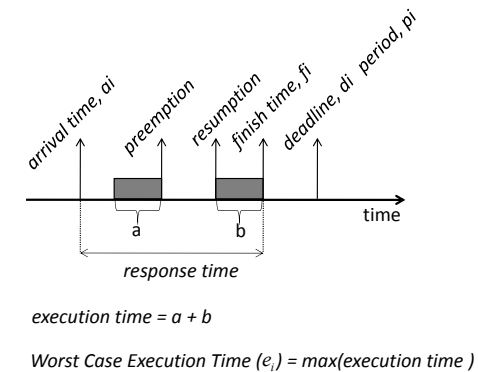 arrival time, ai
preemption
resumption
finish time, fi
deadline, di period, pi
time
a
b
response time
execution time = a + b
Worst Case Execution Time (eᵢ) = max(execution time )